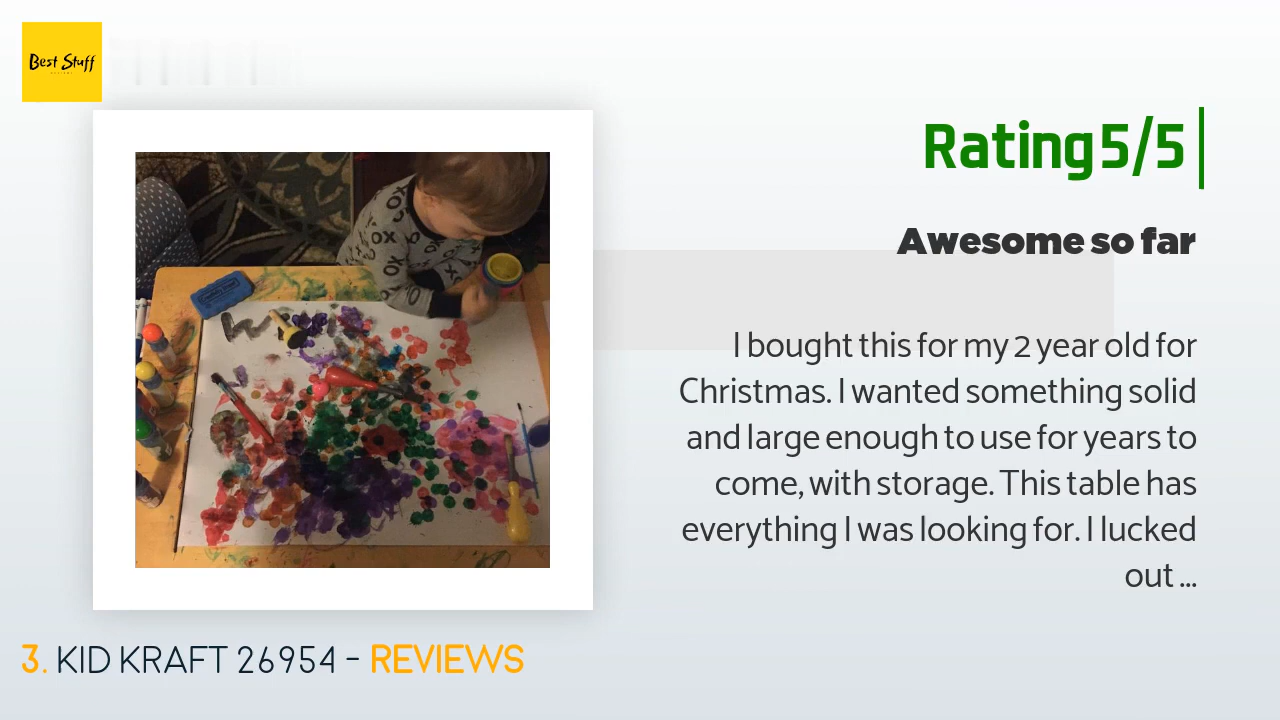 Best Stuff
Rating 5/5
Awesome so far
I bought this for my 2 year old for
Christmas. I wanted something solid
and large enough to use for years to
come, with storage. This table has
everything I was looking for. I lucked
out ...
3. KID KRAFT 26954 - REVIEWS